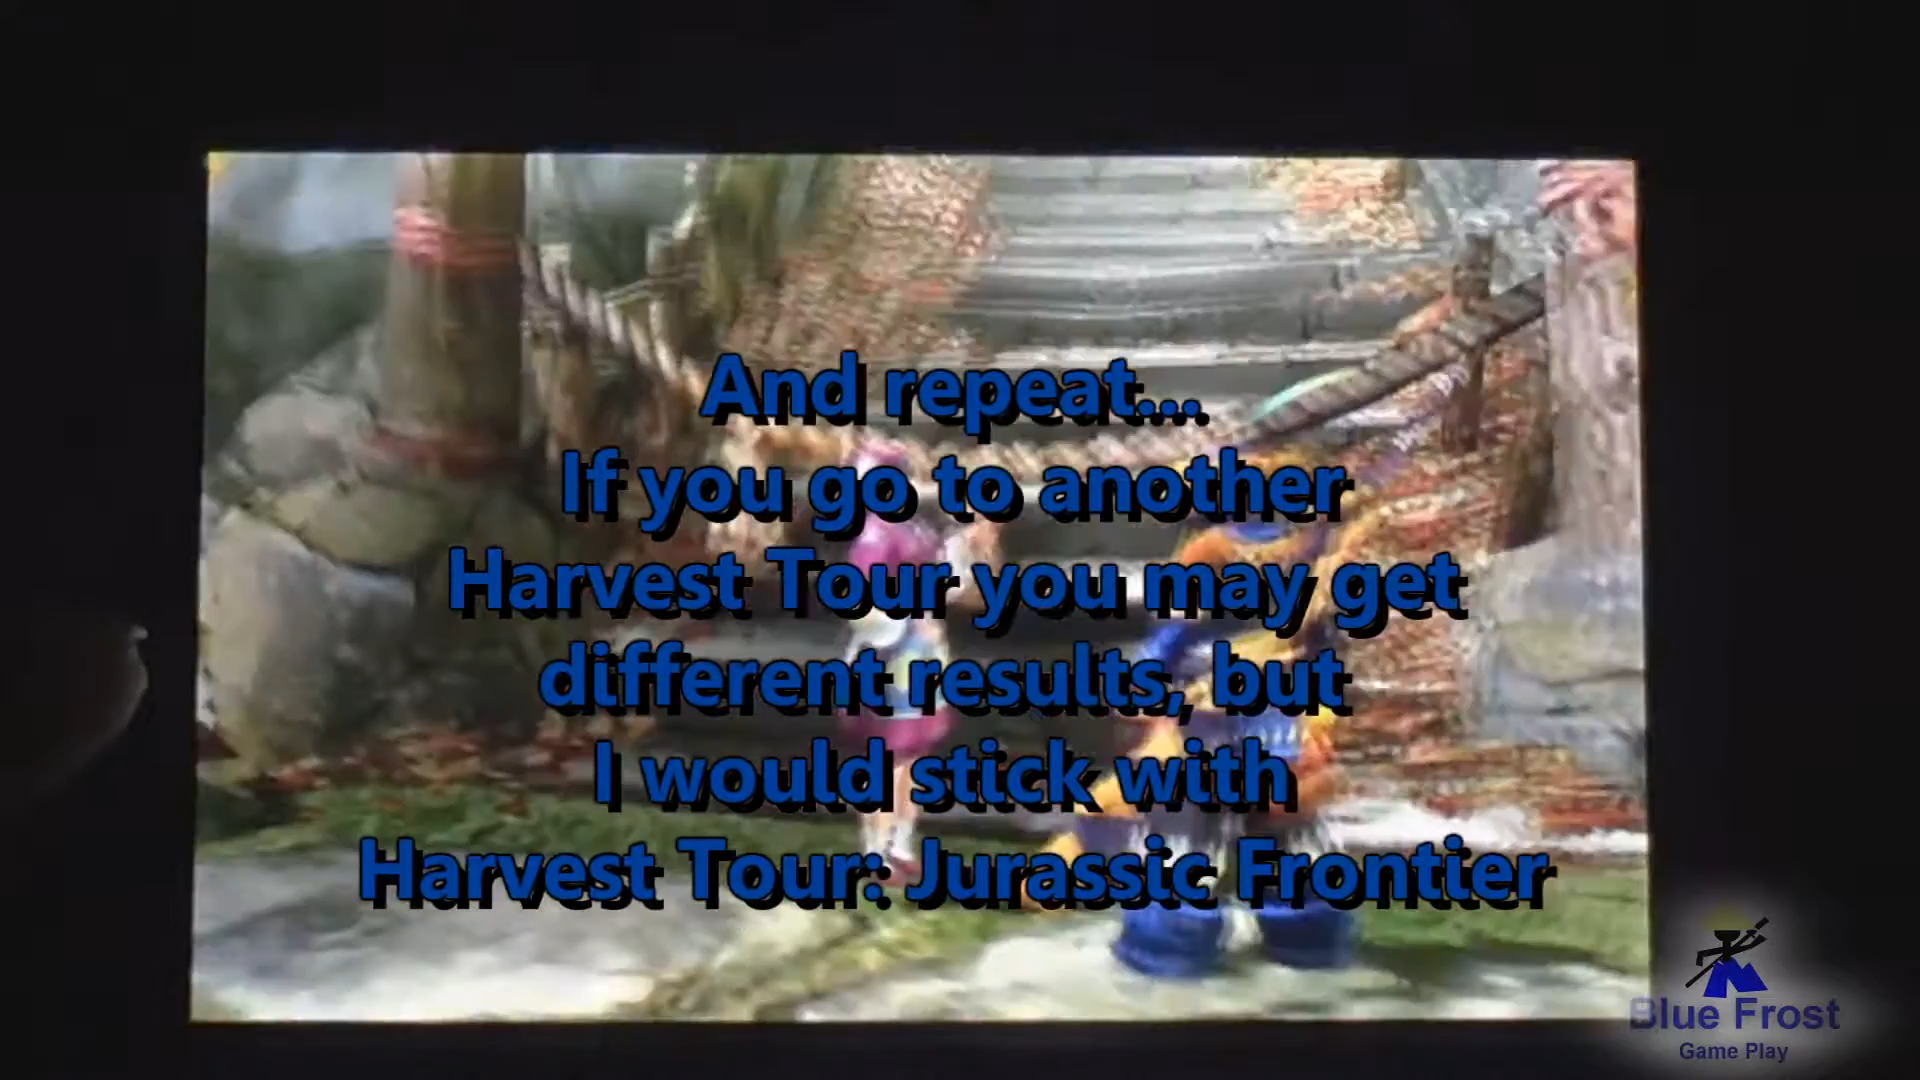 And repeat...
If you go to another
Harvest Tour you may get
different results, but
I would stick with
Harvest Tour: Jurassic Frontier
Blue Frost
Game Play